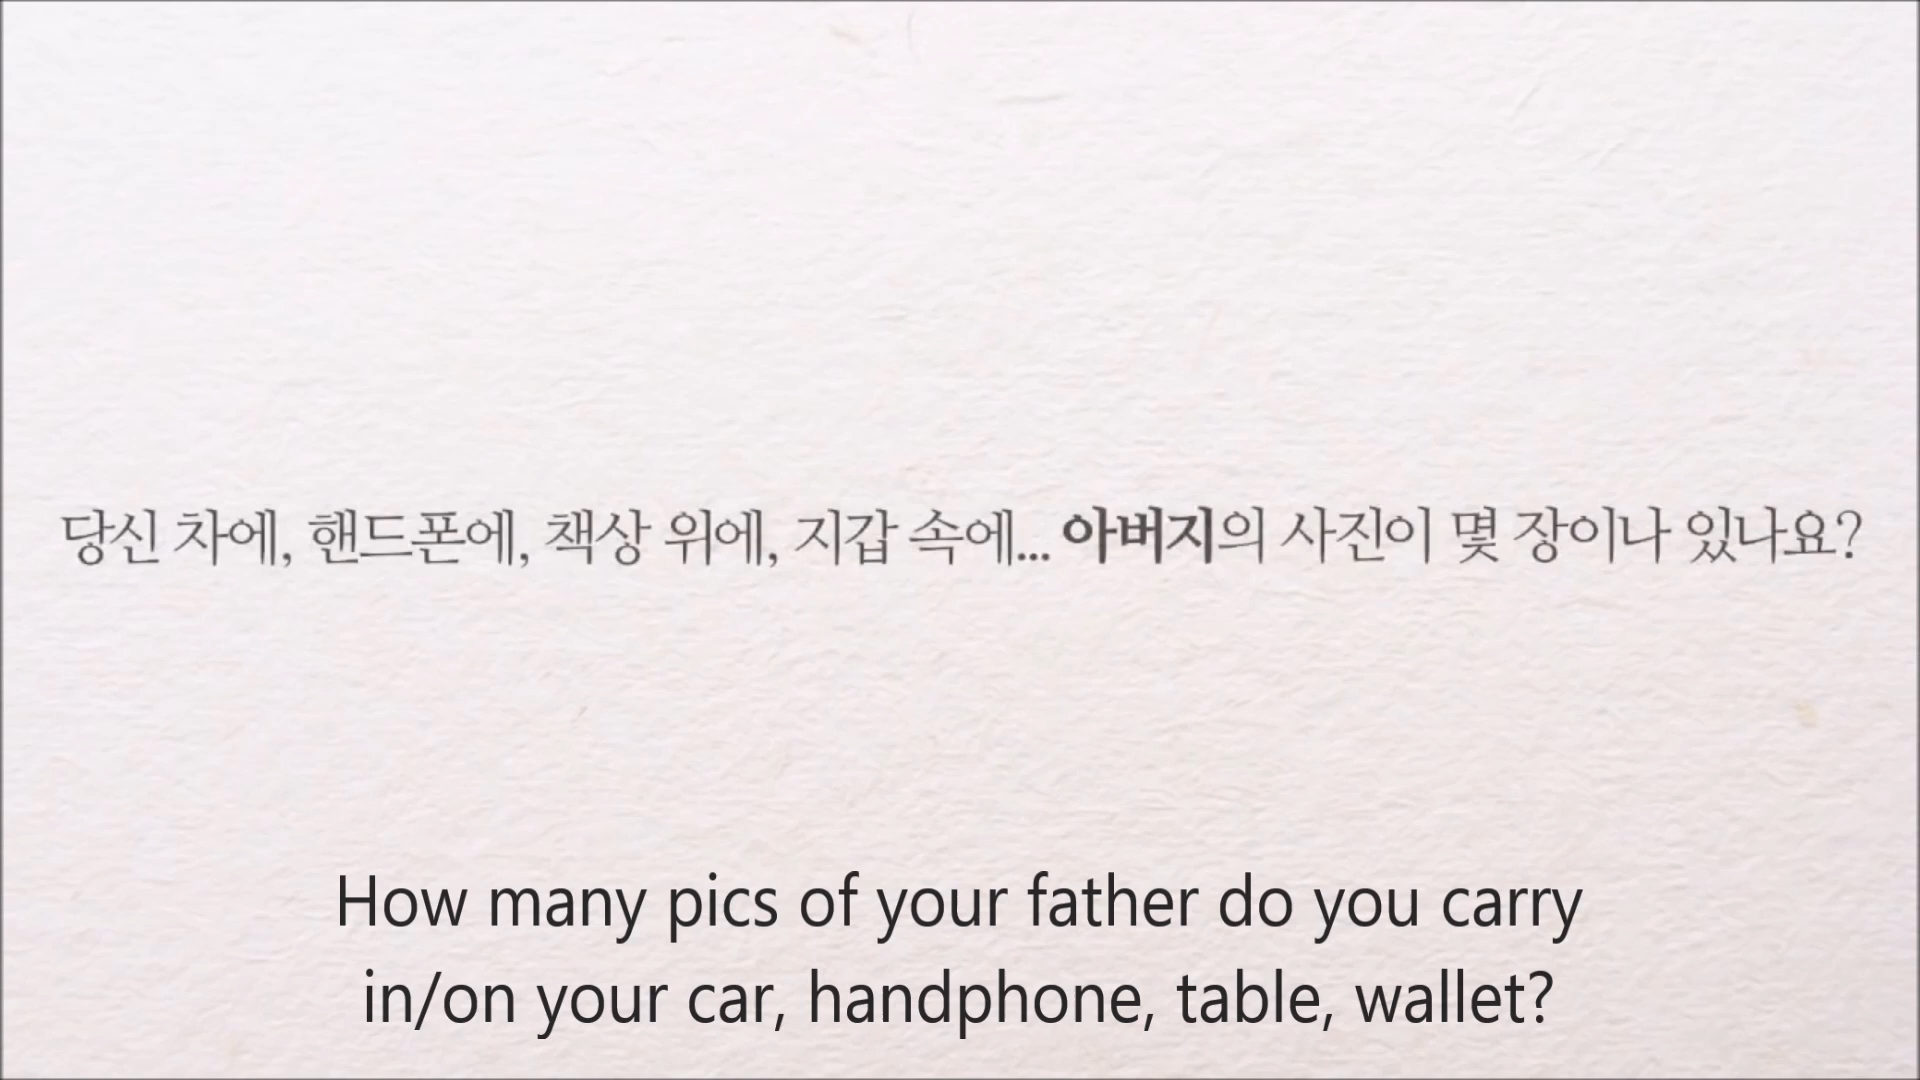 당신 차에, 핸드폰에, 책상 위에, 지갑 속에... 아버지의 사진이 몇 장이나 있나요?
How many pics of your father do you carry
in/on your car, handphone, table, wallet?